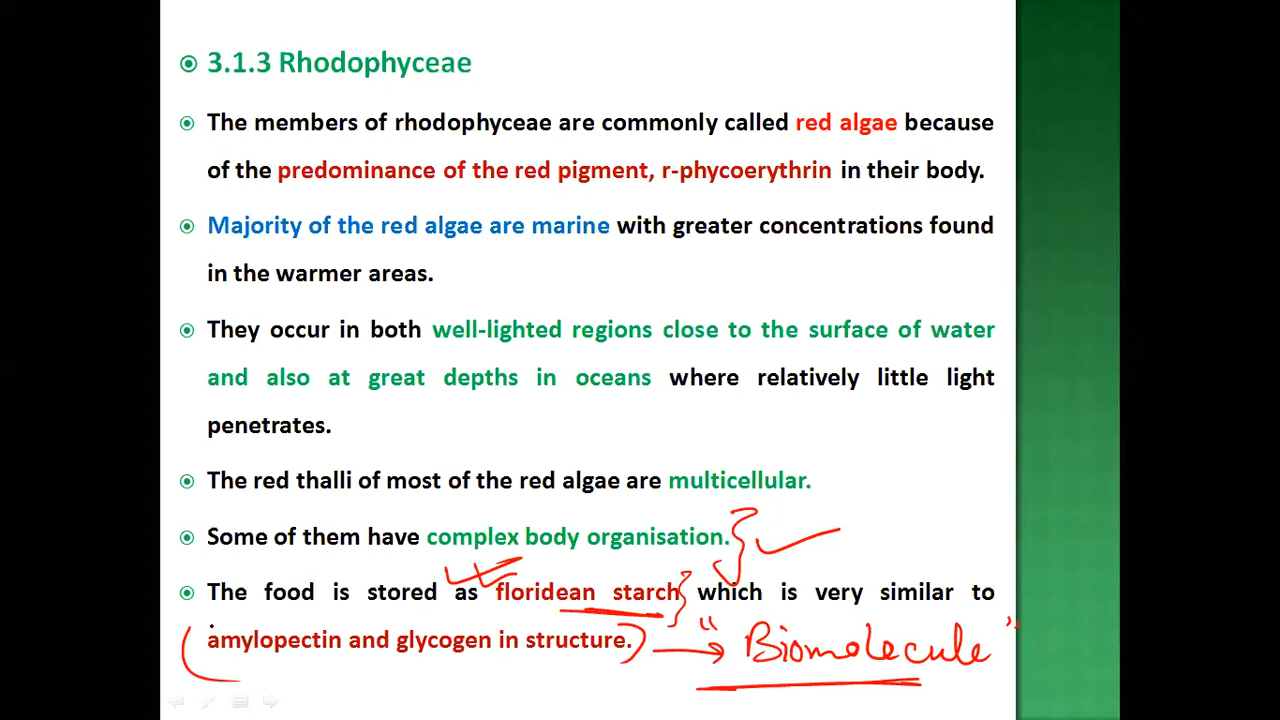 3.1.3 Rhodophyceae
The members of rhodophyceae are commonly called red algae because
of the predominance of the red pigment, r-phycoerythrin in their body.
Majority of the red algae are marine with greater concentrations found
in the warmer areas.
They occur in both well-lighted regions close to the surface of water
and also at great depths in oceans where relatively little light
penetrates.
The red thalli of most of the red algae are multicellular.
Some of them have complex body organisation.
The food is stored as floridean starch which is very similar to
amylopectin and glycogen in structure. → "Biomolecule"